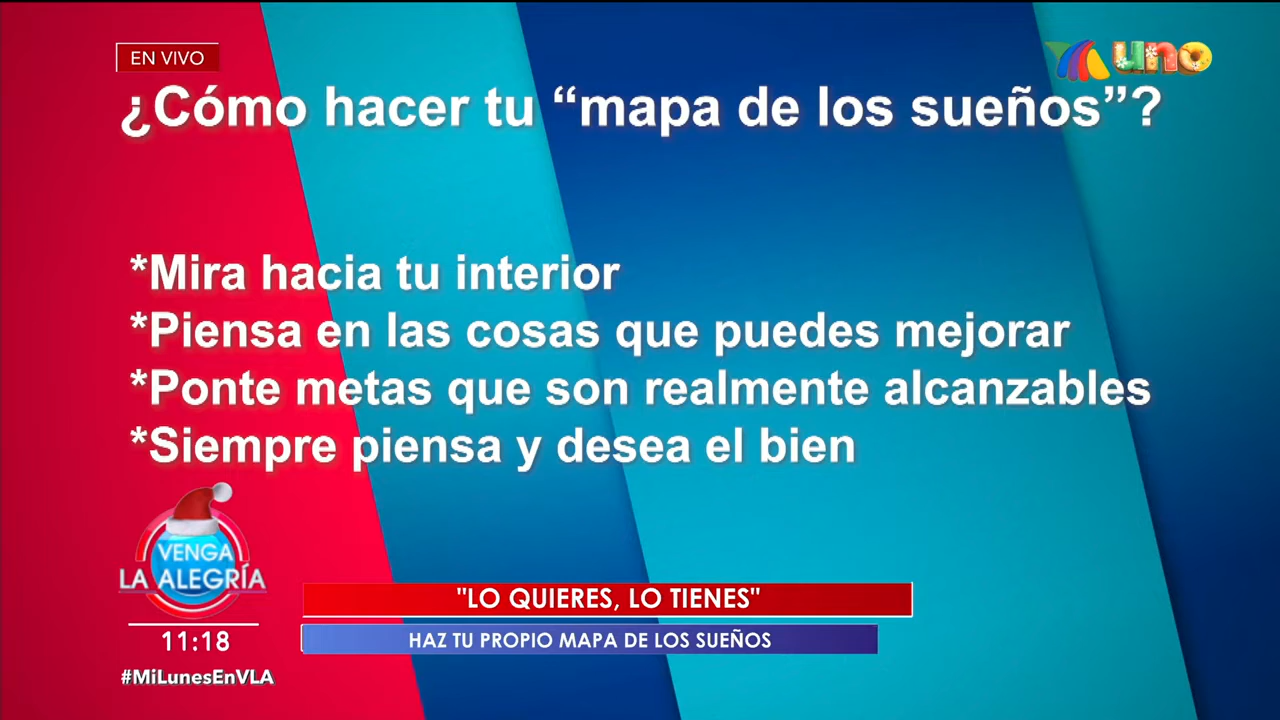 EN VIVO
uno
¿Cómo hacer tu “mapa de los sueños”?
*Mira hacia tu interior
*Piensa en las cosas que puedes mejorar
*Ponte metas que son realmente alcanzables
*Siempre piensa y desea el bien
VENGA
LA ALEGRÍA
11:18
#MiLunesEnVLA
"LO QUIERES, LO TIENES"
HAZ TU PROPIO MAPA DE LOS SUEÑOS